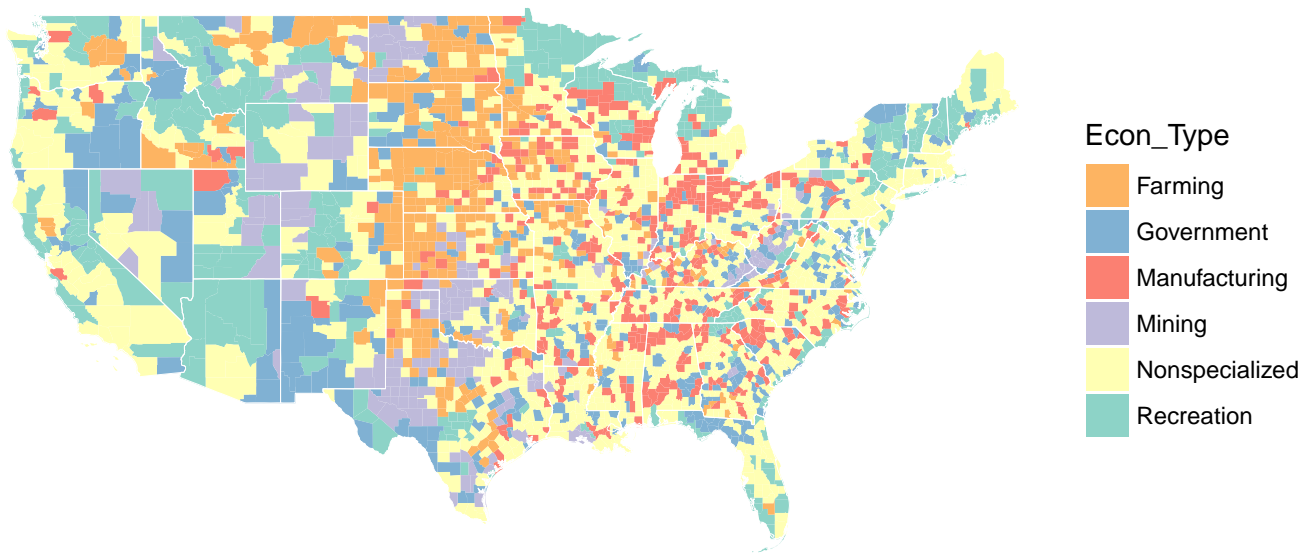 Econ_Type
Farming
Government
Manufacturing
Mining
Nonspecialized
Recreation